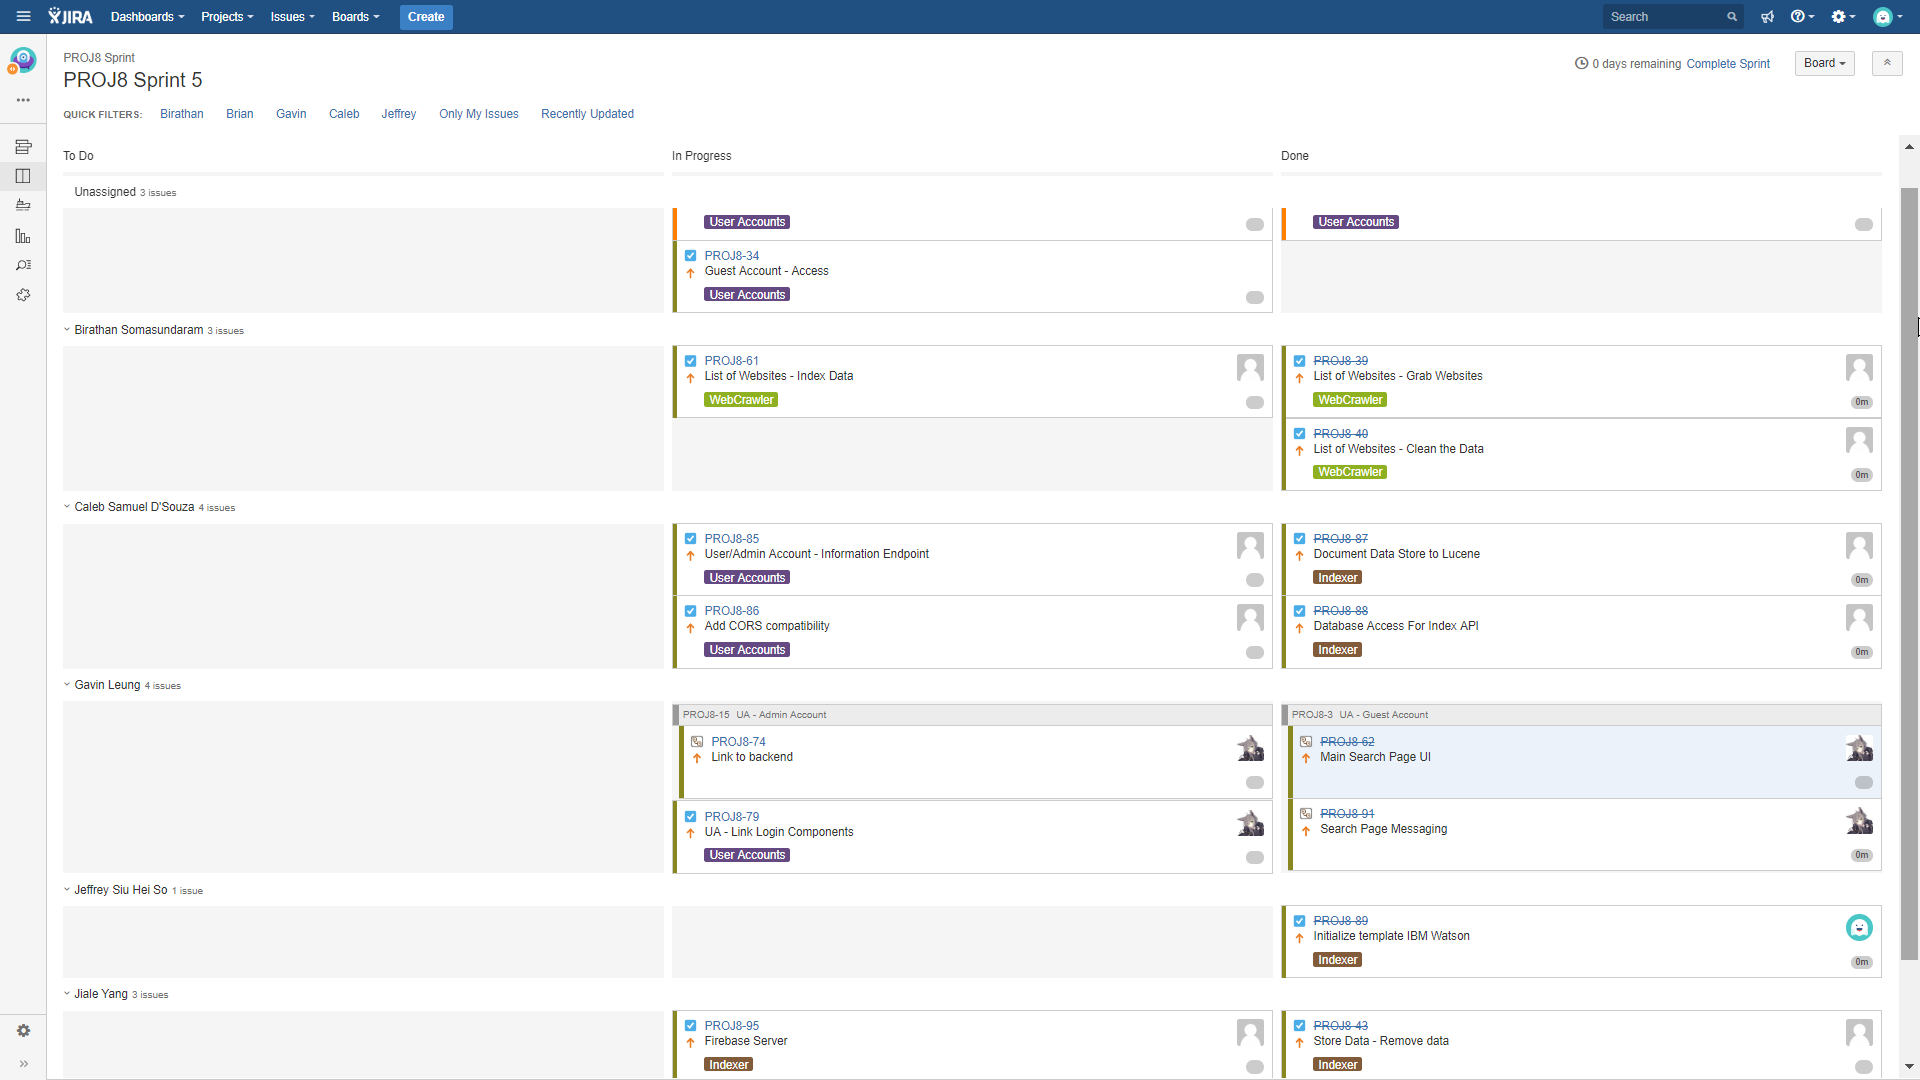 JIRA Dashboards Projects Issues Boards Create Search
PROJ8 Sprint
PROJ8 Sprint 5
0 days remaining Complete Sprint Board
QUICK FILTERS: Birathan Brian Gavin Caleb Jeffrey Only My Issues Recently Updated
To Do In Progress Done
Unassigned 3 issues
User Accounts User Accounts
PROJ8-34
Guest Account - Access
User Accounts
Birathan Somasundaram 3 issues
PROJ8-61 PROJ8-39
List of Websites - Index Data List of Websites - Grab Websites
WebCrawler WebCrawler 0m
PROJ8-40
List of Websites - Clean the Data
WebCrawler 0m
Caleb Samuel D'Souza 4 issues
PROJ8-85 PROJ8-87
User/Admin Account - Information Endpoint Document Data Store to Lucene
User Accounts Indexer 0m
PROJ8-86 PROJ8-88
Add CORS compatibility Database Access For Index API
User Accounts Indexer 0m
Gavin Leung 4 issues
PROJ8-15 UA - Admin Account PROJ8-3 UA - Guest Account
PROJ8-74 PROJ8-62
Link to backend Main Search Page UI
PROJ8-79 PROJ8-91
UA - Link Login Components Search Page Messaging
User Accounts 0m
Jeffrey Siu Hei So 1 issue
PROJ8-89
Initialize template IBM Watson
Indexer 0m
Jiale Yang 3 issues
PROJ8-95 PROJ8-43
Firebase Server Store Data - Remove data
Indexer Indexer